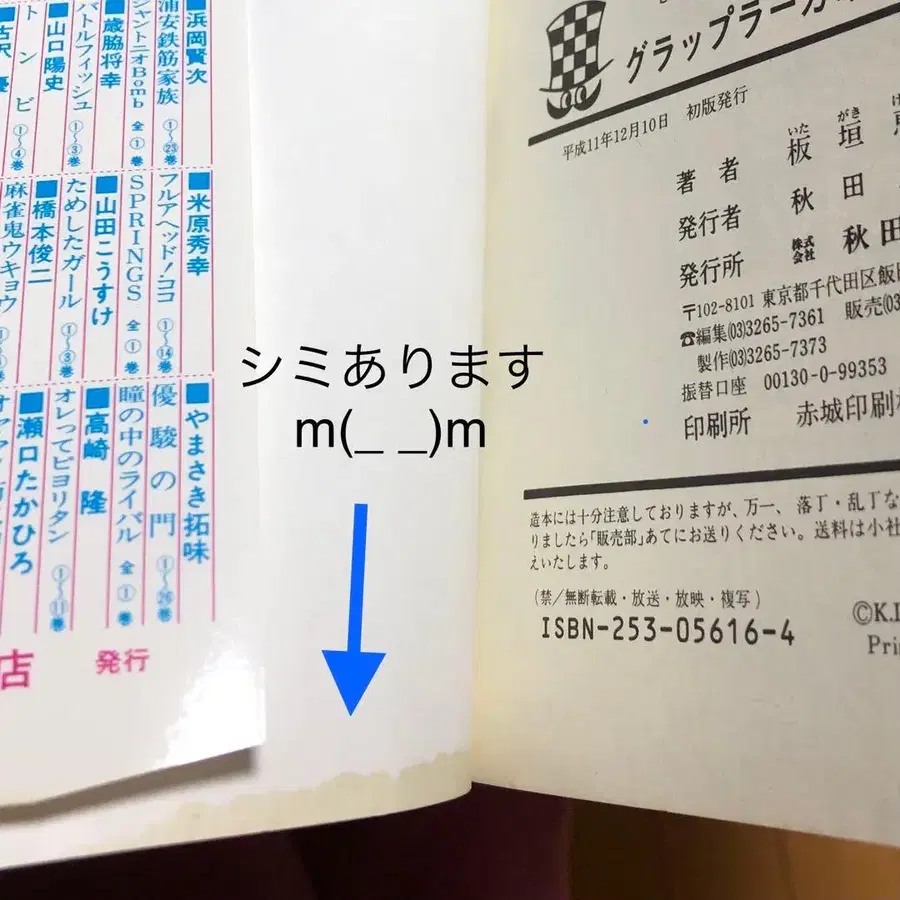 ■浜岡賢次
浦安鉄筋家族 ①〜㉓巻
シャントニオBomb 全①巻
■歳脇将幸
バトルフィッシュ ①〜③巻
■山口陽史
トンビ ①〜④巻
■米原秀幸
フルアヘッド!ココ ①〜⑭巻
SPRINGS 全①巻
■山田こうすけ
ためしたガール ①〜③巻
■橋本俊二
麻雀鬼ウキョウ
■やまさき拓味
優駿の門 ①〜㉖巻
瞳の中のライバル 全①巻
■高崎 隆
オレってピヨリタン ①〜⑪巻
■瀬口たかひろ
店 発行
シミあります
m(_ _)m
グラップラー
平成11年12月10日 初版発行
いた がき
著者 板垣
発行者 秋田
発行所 株式会社 秋田
〒102-8101 東京都千代田区飯田
☎編集(03)3265-7361 販売(03)
製作(03)3265-7373
振替口座 00130-0-99353
印刷所 赤城印刷
造本には十分注意しておりますが、万一、落丁・乱丁な
りましたら「販売部」あてにお送りください。送料は小社
えいたします。
(禁/無断転載・放送・放映・複写)
ISBN-253-05616-4
©K.I
Pri